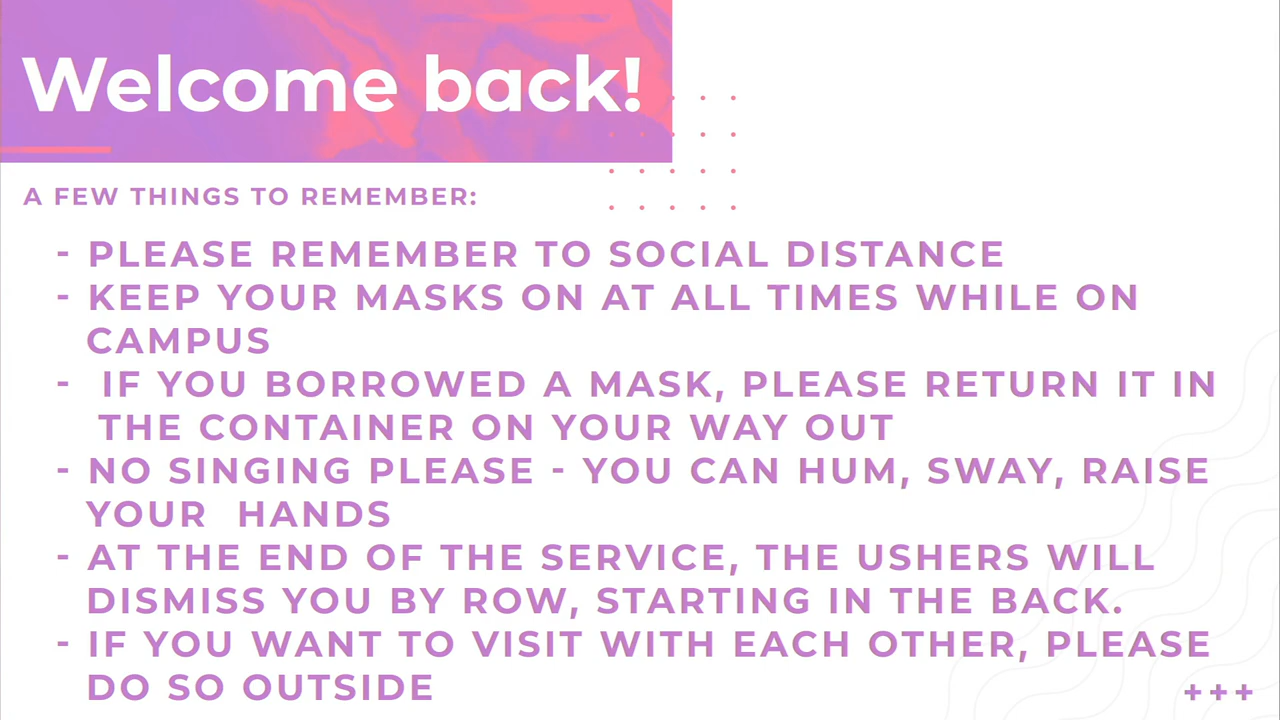 Welcome back!
A FEW THINGS TO REMEMBER:
- PLEASE REMEMBER TO SOCIAL DISTANCE
- KEEP YOUR MASKS ON AT ALL TIMES WHILE ON
CAMPUS
- IF YOU BORROWED A MASK, PLEASE RETURN IT IN
THE CONTAINER ON YOUR WAY OUT
- NO SINGING PLEASE - YOU CAN HUM, SWAY, RAISE
YOUR HANDS
- AT THE END OF THE SERVICE, THE USHERS WILL
DISMISS YOU BY ROW, STARTING IN THE BACK.
- IF YOU WANT TO VISIT WITH EACH OTHER, PLEASE
DO SO OUTSIDE
+++